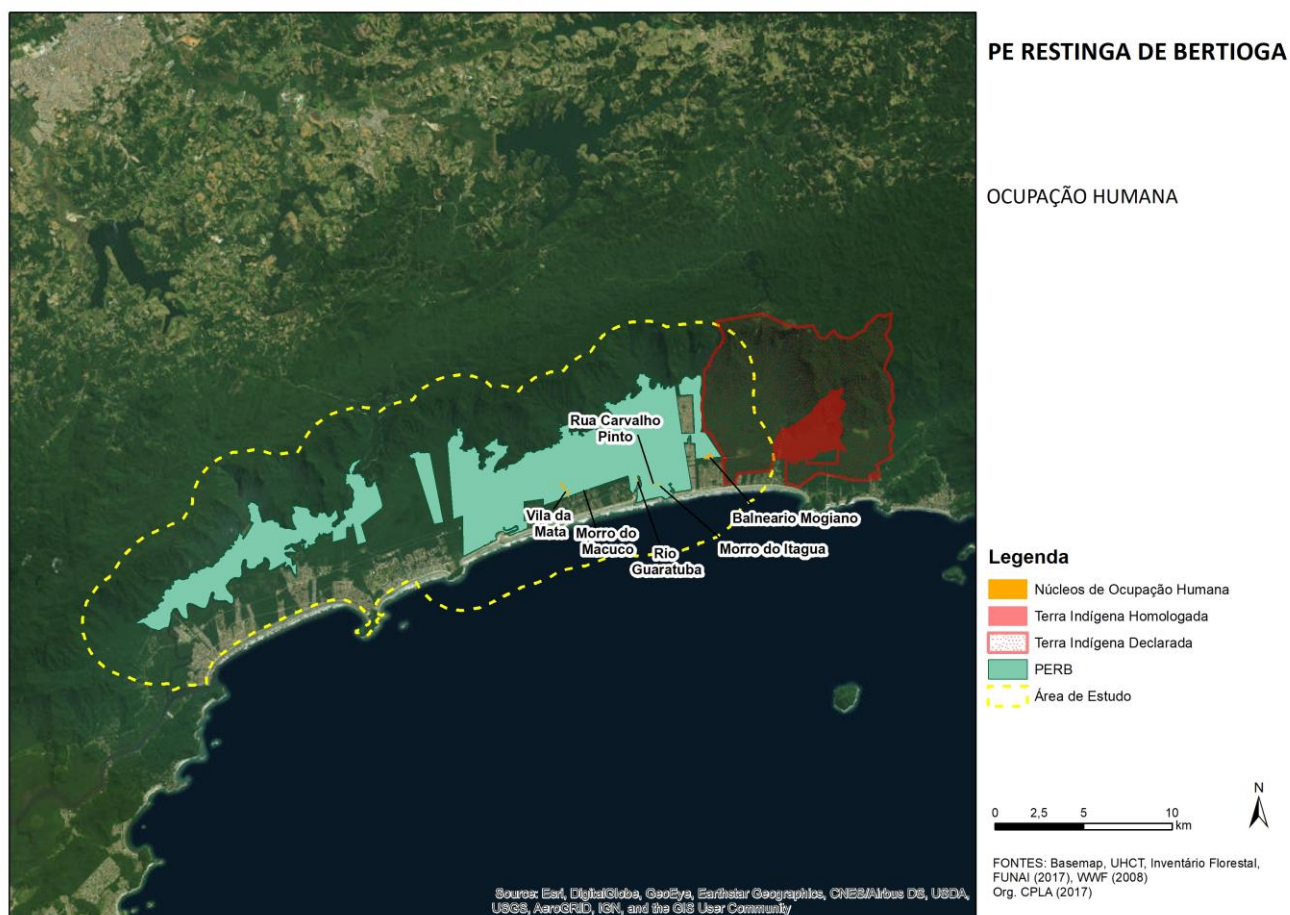 PE RESTINGA DE BERTIOGA
OCUPAÇÃO HUMANA
Rua Carvalho
Pinto
Vila da
Mata
Morro do
Macuco
Rio
Guaratuba
Balneario Mogiano
Morro do Itagua
Legenda
Núcleos de Ocupação Humana
Terra Indígena Homologada
Terra Indígena Declarada
PERB
Área de Estudo
0 2,5 5 10
km
N
FONTES: Basemap, UHCT, Inventário Florestal,
FUNAI (2017), WWF (2008)
Org. CPLA (2017)
Source: Esri, DigitalGlobe, GeoEye, Earthstar Geographics, CNES/Airbus DS, USDA,
USGS, AeroGRID, IGN, and the GIS User Community